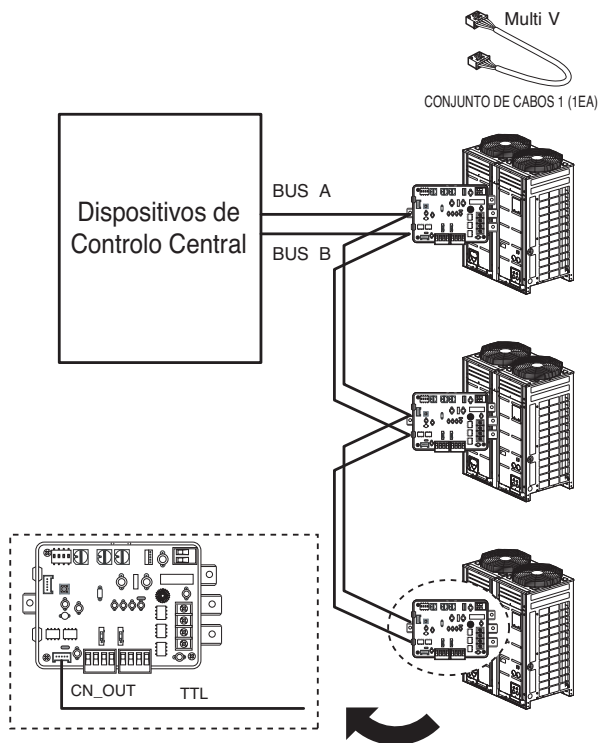 Multi V
CONJUNTO DE CABOS 1 (1EA)
Dispositivos de
Controlo Central
BUS A
BUS B
CN_OUT
TTL